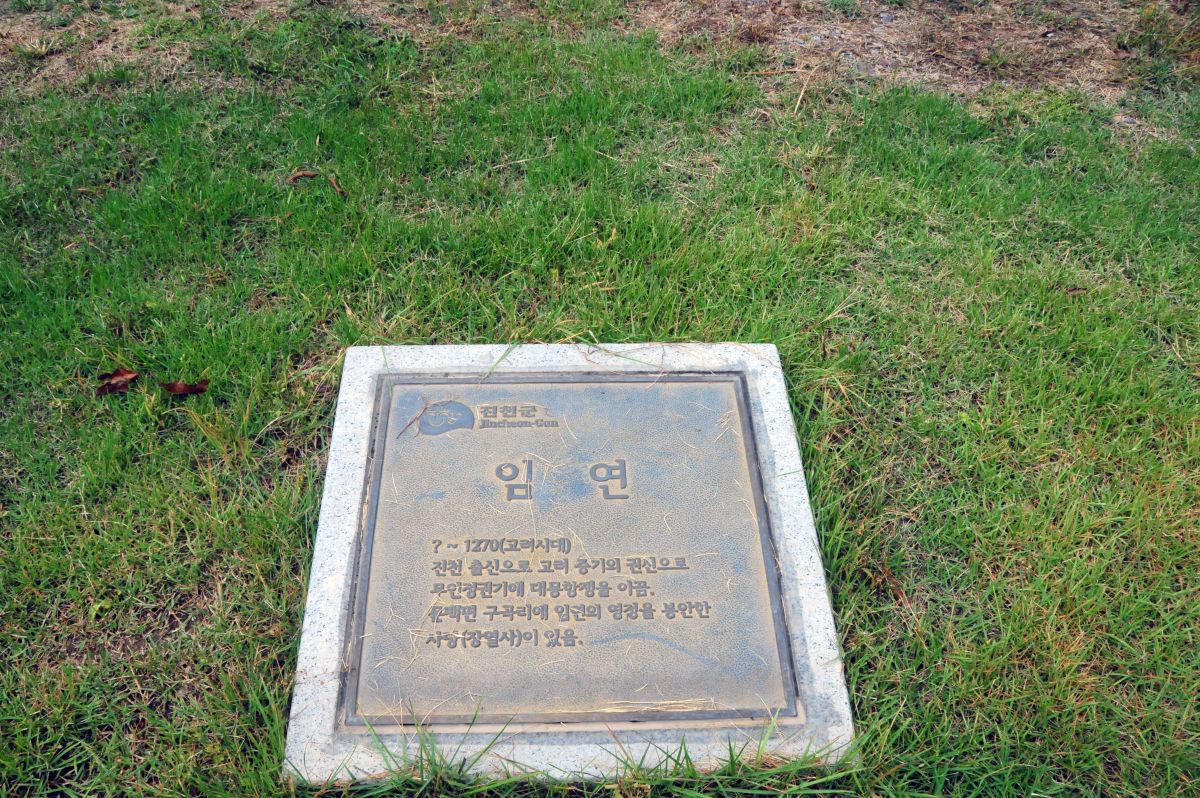 진천군
Jincheon-Gun
임 연
? ~ 1270(고려시대)
진천 출신으로 고려 중기의 권신으로
무인정권기에 대몽항쟁을 이끔.
문백면 구곡리에 임연의 영정을 봉안한
사당(장열사)이 있음.